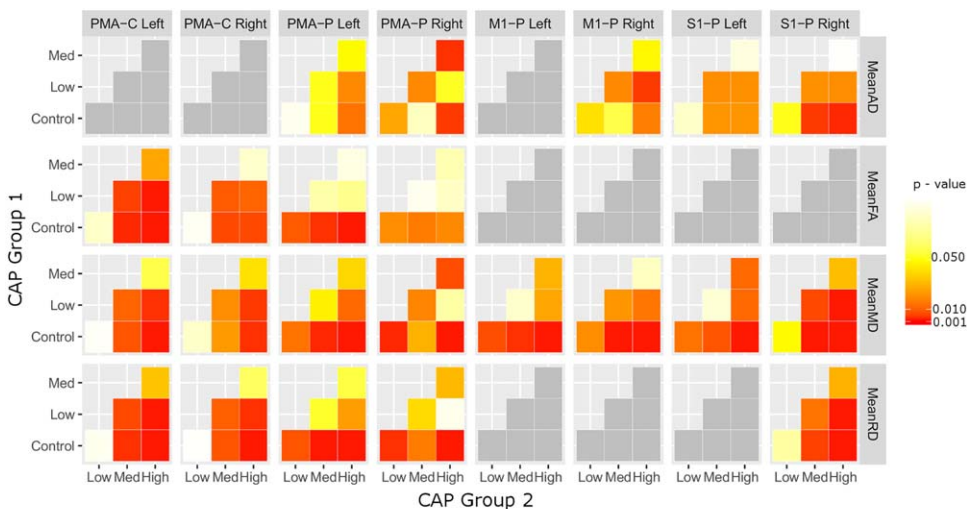 PMA-C Left PMA-C Right PMA-P Left PMA-P Right M1-P Left M1-P Right S1-P Left S1-P Right
Med
Low
Control
MeanAD
Med
Low
Control
MeanFA
Med
Low
Control
MeanMD
Med
Low
Control
MeanRD
CAP Group 1
Low Med High Low Med High Low Med High Low Med High Low Med High Low Med High Low Med High Low Med High
CAP Group 2
p - value
0.050
0.010
0.001